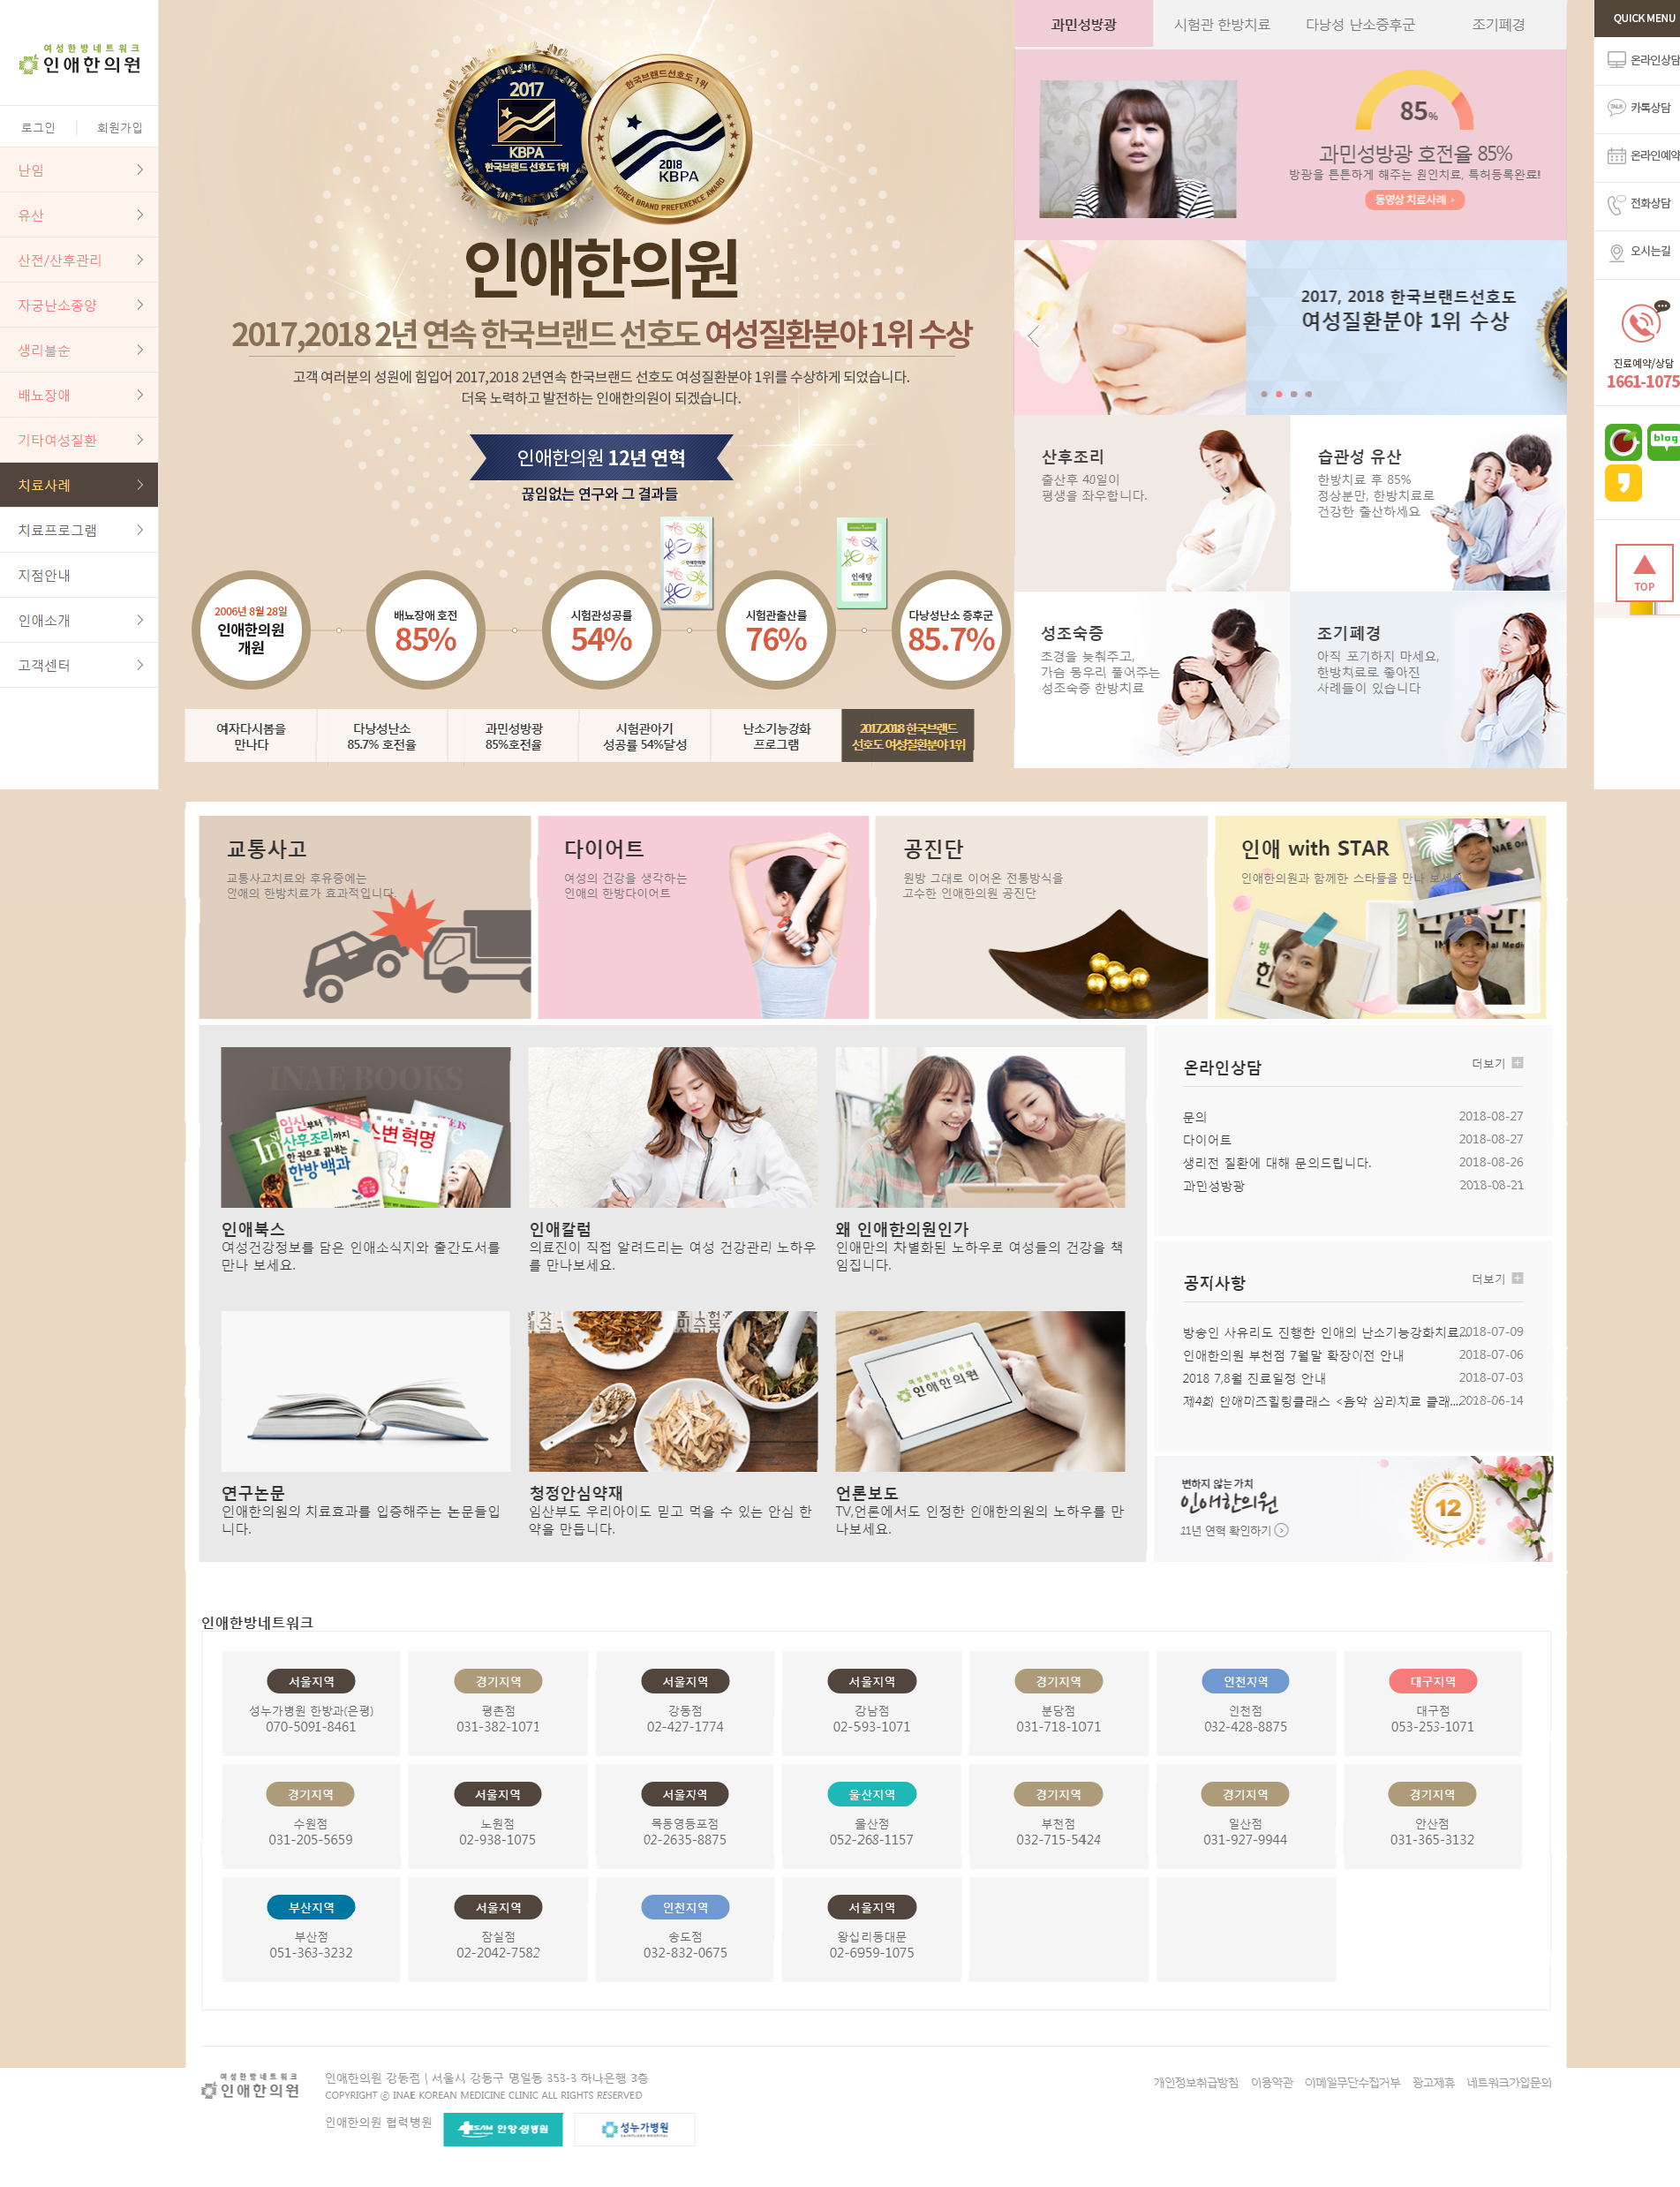 여성한방네트워크
인애한의원
로그인
회원가입
난임
유산
산전/산후관리
자궁난소종양
생리불순
배뇨장애
기타여성질환
치료사례
치료프로그램
지점안내
인애소개
고객센터
2017
KBPA
한국브랜드 선호도 1위
한국브랜드선호도 1위
2018
KBPA
KOREA BRAND PREFERENCE AWARD
인애한의원
2017,2018 2년 연속 한국브랜드 선호도 여성질환분야 1위 수상
고객 여러분의 성원에 힘입어 2017,2018 2년연속 한국브랜드 선호도 여성질환분야 1위를 수상하게 되었습니다.
더욱 노력하고 발전하는 인애한의원이 되겠습니다.
인애한의원 12년 연혁
끊임없는 연구와 그 결과들
2006년 8월 28일
인애한의원
개원
배뇨장애 호전
85%
시험관성공률
54%
시험관출산률
76%
다낭성난소 증후군
85.7%
여자다시봄을
만나다
다낭성난소
85.7% 호전율
과민성방광
85%호전율
시험관아기
성공률 54%달성
난소기능강화
프로그램
2017,2018 한국브랜드
선호도 여성질환분야 1위
과민성방광
시험관 한방치료
다낭성 난소증후군
조기폐경
85%
과민성방광 호전율 85%
방광을 튼튼하게 해주는 원인치료, 특허등록완료!
동영상 치료사례
2017, 2018 한국브랜드선호도
여성질환분야 1위 수상
산후조리
출산후 40일이
평생을 좌우합니다.
습관성 유산
한방치료 후 85%
정상분만, 한방치료로
건강한 출산하세요
성조숙증
초경을 늦춰주고,
가슴 몽우리 풀어주는
성조숙증 한방치료
조기폐경
아직 포기하지 마세요,
한방치료로 좋아진
사례들이 있습니다
QUICK MENU
온라인상담
카톡상담
온라인예약
전화상담
오시는길
진료예약/상담
1661-1075
blog
TOP
교통사고
교통사고치료와 후유증에는
인애의 한방치료가 효과적입니다.
다이어트
여성의 건강을 생각하는
인애의 한방다이어트
공진단
원방 그대로 이어온 전통방식을
고수한 인애한의원 공진단
인애 with STAR
인애한의원과 함께한 스타들을 만나 보세요
INAE BOOKS
임신부터
산후조리까지
한 권으로 끝내는
한방 백과
소변 혁명
인애북스
여성건강정보를 담은 인애소식지와 출간도서를
만나 보세요.
인애칼럼
의료진이 직접 알려드리는 여성 건강관리 노하우
를 만나보세요.
왜 인애한의원인가
인애만의 차별화된 노하우로 여성들의 건강을 책
임집니다.
여성한방네트워크
인애한의원
연구논문
인애한의원의 치료효과를 입증해주는 논문들입
니다.
청정안심약재
임산부도 우리아이도 믿고 먹을 수 있는 안심 한
약을 만듭니다.
언론보도
TV,언론에서도 인정한 인애한의원의 노하우를 만
나보세요.
온라인상담
더보기
문의 2018-08-27
다이어트 2018-08-27
생리전 질환에 대해 문의드립니다. 2018-08-26
과민성방광 2018-08-21
공지사항
더보기
방송인 사유리도 진행한 인애의 난소기능강화치료... 2018-07-09
인애한의원 부천점 7월말 확장이전 안내 2018-07-06
2018 7,8월 진료일정 안내 2018-07-03
제4회 인애미즈힐링클래스 <음악 심리치료 클래... 2018-06-14
변하지 않는 가치
인애한의원
11년 연혁 확인하기
12
인애한방네트워크
서울지역
성누가병원 한방과(은평)
070-5091-8461
경기지역
평촌점
031-382-1071
서울지역
강동점
02-427-1774
서울지역
강남점
02-593-1071
경기지역
분당점
031-718-1071
인천지역
인천점
032-428-8875
대구지역
대구점
053-253-1071
경기지역
수원점
031-205-5659
서울지역
노원점
02-938-1075
서울지역
목동영등포점
02-2635-8875
울산지역
울산점
052-268-1157
경기지역
부천점
032-715-5424
경기지역
일산점
031-927-9944
경기지역
안산점
031-365-3132
부산지역
부산점
051-363-3232
서울지역
잠실점
02-2042-7582
인천지역
송도점
032-832-0675
서울지역
왕십리동대문
02-6959-1075
여성한방네트워크
인애한의원
인애한의원 강동점 | 서울시 강동구 명일동 353-3 하나은행 3층
COPYRIGHT ⓒ INAE KOREAN MEDICINE CLINIC ALL RIGHTS RESERVED
개인정보취급방침
이용약관
이메일무단수집거부
광고제휴
네트워크가입문의
인애한의원 협력병원
SAM 안양샘병원
성누가병원